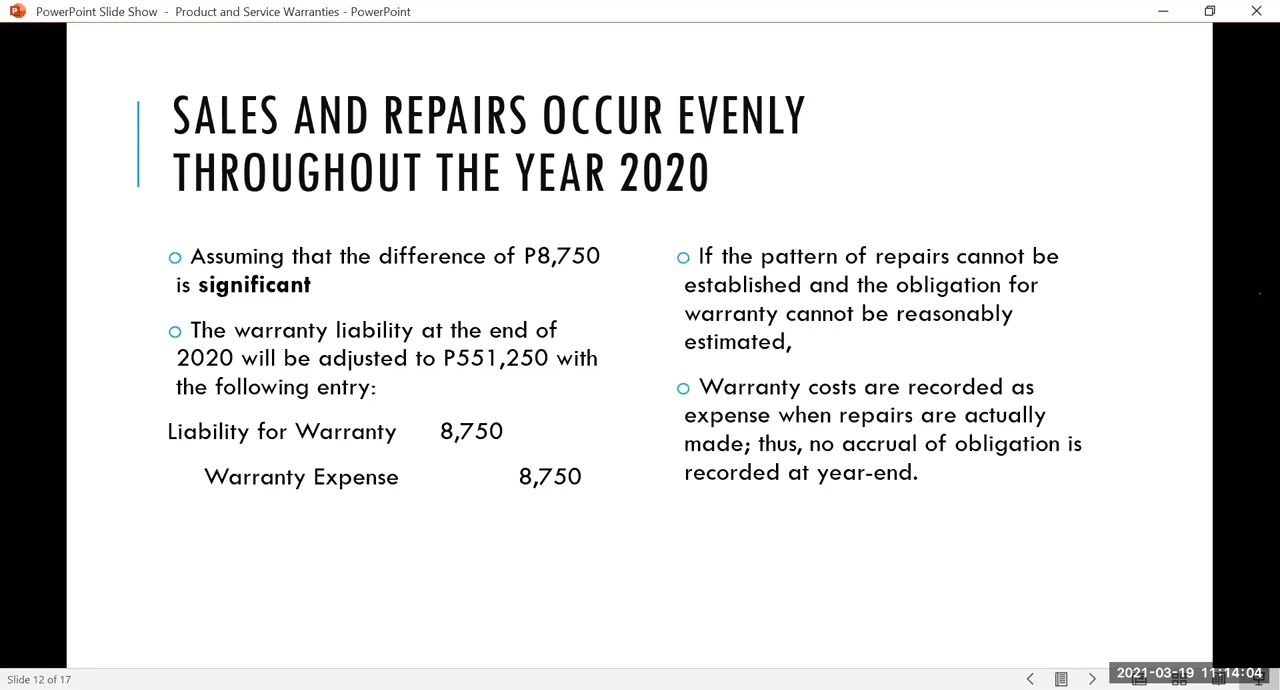 PowerPoint Slide Show - Product and Service Warranties - PowerPoint
SALES AND REPAIRS OCCUR EVENLY
THROUGHOUT THE YEAR 2020
Assuming that the difference of P8,750
is significant
The warranty liability at the end of
2020 will be adjusted to P551,250 with
the following entry:
Liability for Warranty 8,750
Warranty Expense 8,750
If the pattern of repairs cannot be
established and the obligation for
warranty cannot be reasonably
estimated,
Warranty costs are recorded as
expense when repairs are actually
made; thus, no accrual of obligation is
recorded at year-end.
Slide 12 of 17
2021-03-19 11:14:04